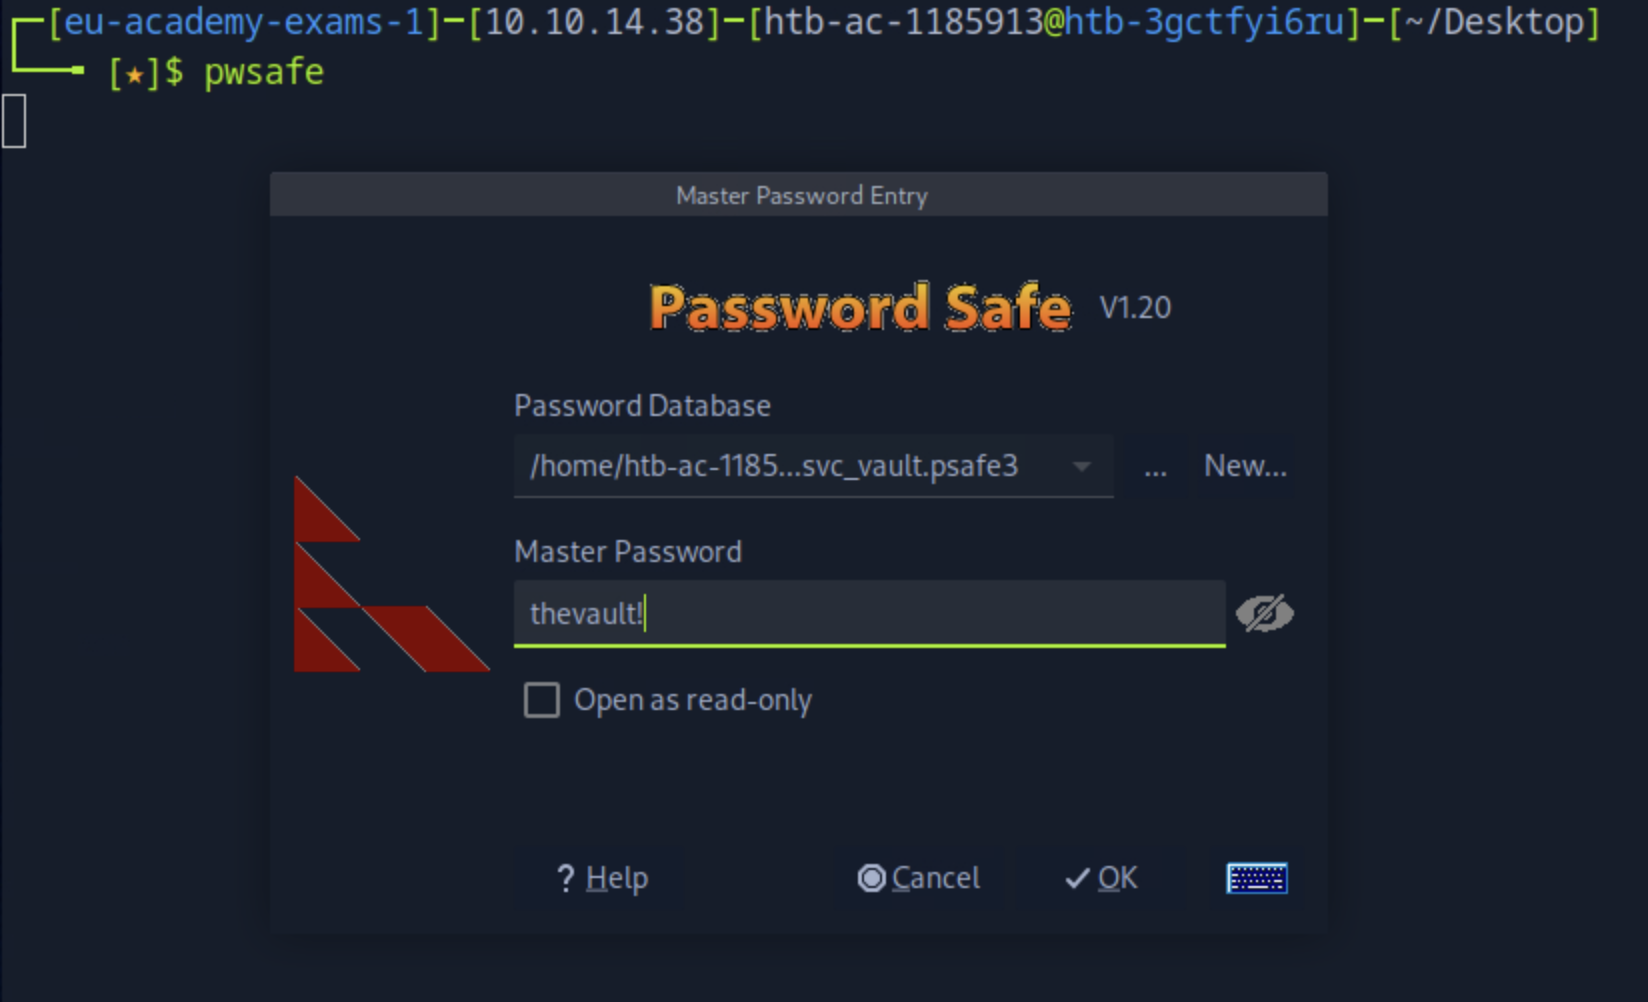 [eu-academy-exams-1]─[10.10.14.38]─[htb-ac-1185913@htb-3gctfyi6ru]─[~/Desktop]
[★]$ pwsafe
Master Password Entry
Password Safe V1.20
Password Database
/home/htb-ac-1185...svc_vault.psafe3 ... New...
Master Password
thevault!
Open as read-only
? Help Cancel OK